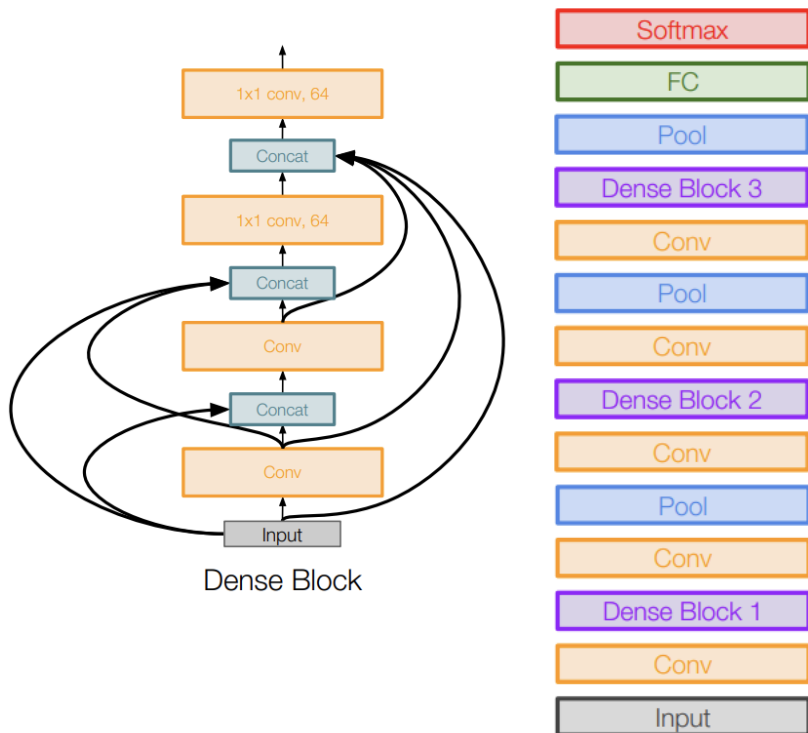 1x1 conv, 64
Concat
1x1 conv, 64
Concat
Conv
Concat
Conv
Input
Dense Block
Softmax
FC
Pool
Dense Block 3
Conv
Pool
Conv
Dense Block 2
Conv
Pool
Conv
Dense Block 1
Conv
Input